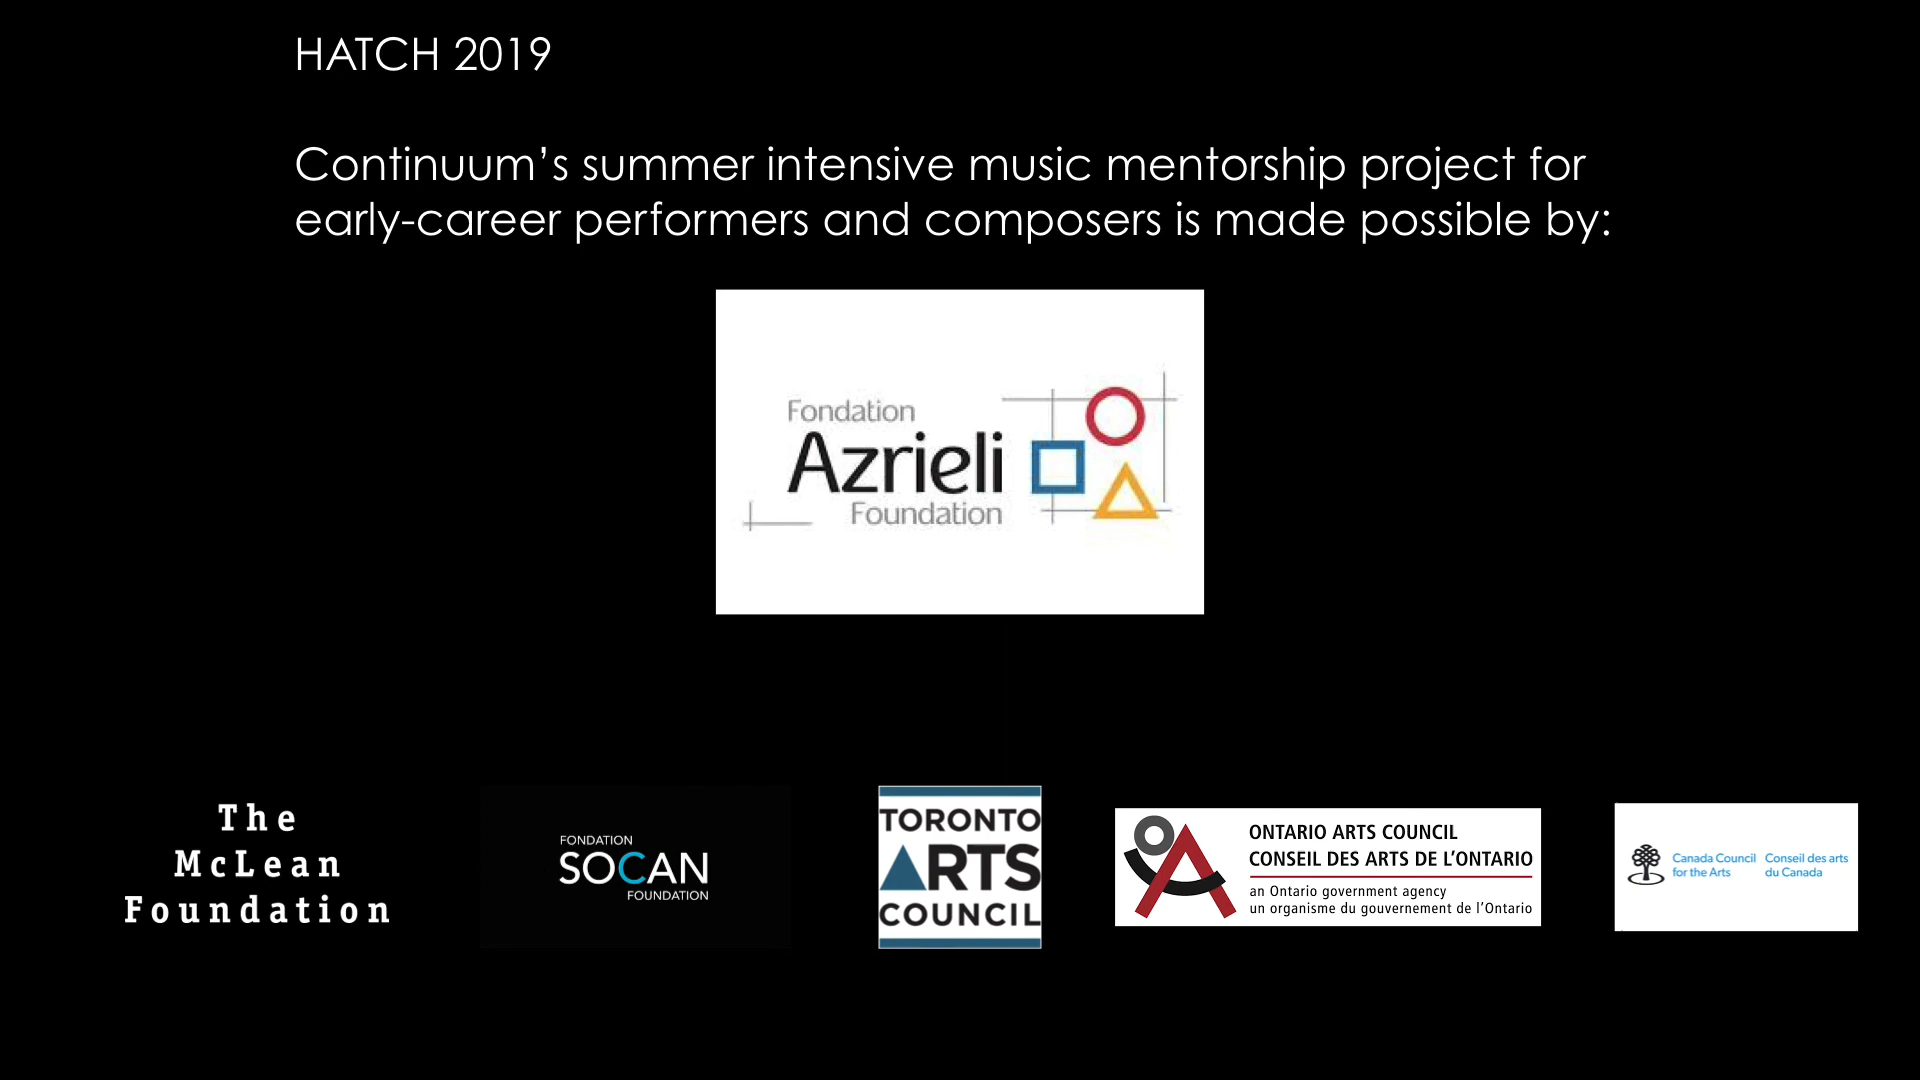 HATCH 2019
Continuum’s summer intensive music mentorship project for
early-career performers and composers is made possible by:
Fondation
Azrieli
Foundation
The
McLean
Foundation
FONDATION
SOCAN
FOUNDATION
TORONTO
ARTS
COUNCIL
ONTARIO ARTS COUNCIL
CONSEIL DES ARTS DE L’ONTARIO
an Ontario government agency
un organisme du gouvernement de l’Ontario
Canada Council
for the Arts
Conseil des arts
du Canada